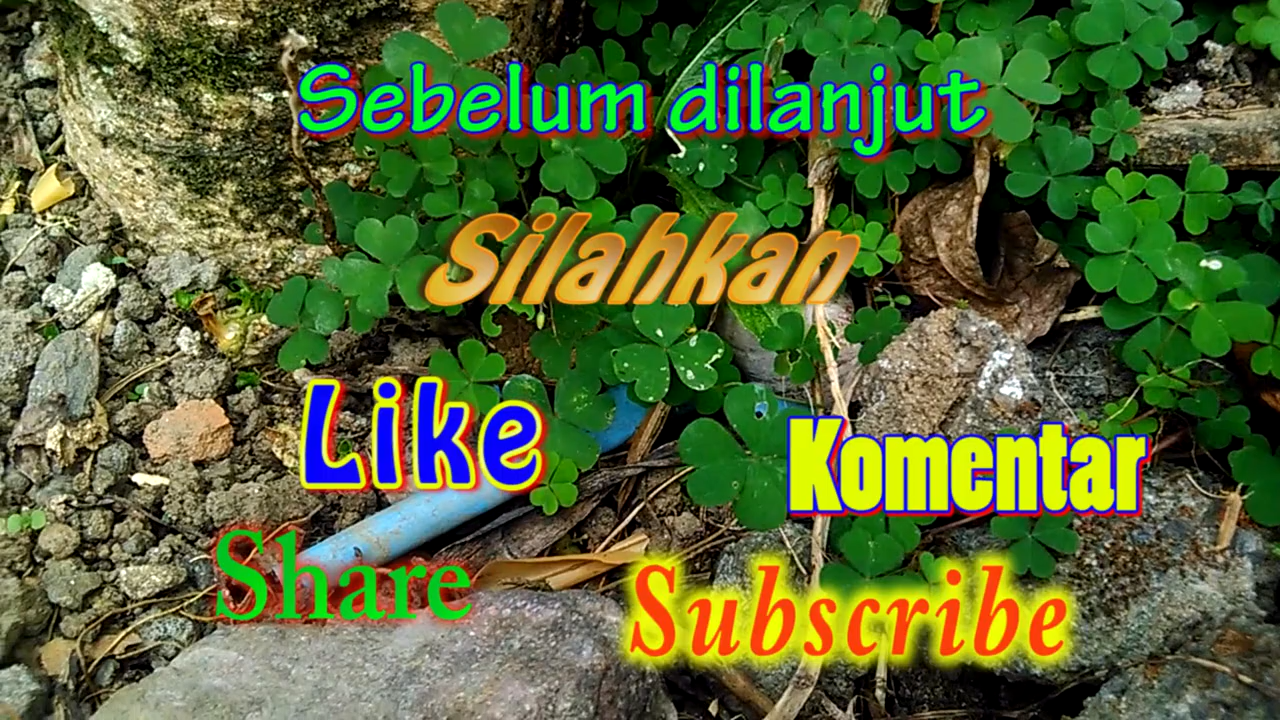 Sebelum dilanjut
Silahkan
Like
Komentar
Share
Subscribe